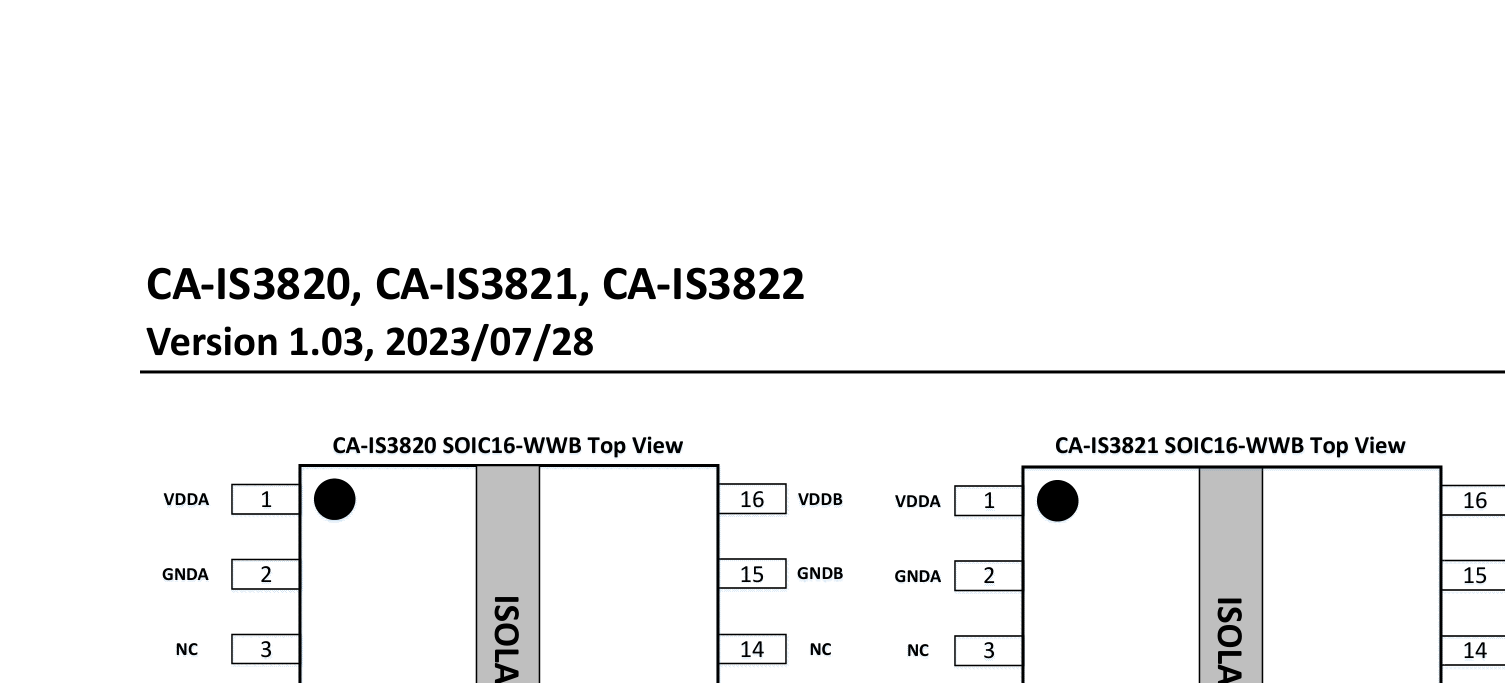 CA-IS3820, CA-IS3821, CA-IS3822
Version 1.03, 2023/07/28
CA-IS3820 SOIC16-WWB Top View
VDDA 1 16 VDDB
GNDA 2 15 GNDB
NC 3 14 NC
ISOLA
CA-IS3821 SOIC16-WWB Top View
VDDA 1 16
GNDA 2 15
NC 3 14
ISOLA